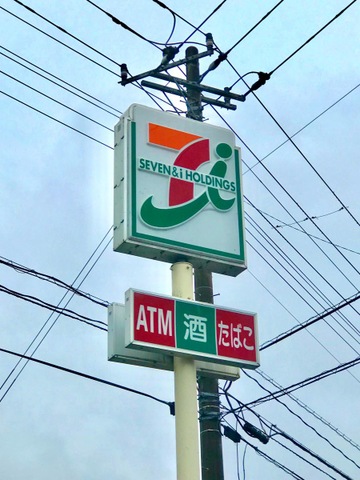 SEVEN & i HOLDINGS
ATM 酒 たばこ